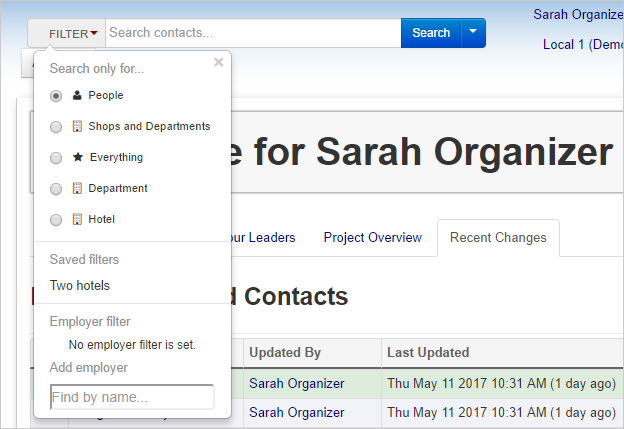 FILTER Search contacts... Search Sarah Organize
Local 1 (Demo
Search only for... ×
People
Shops and Departments
Everything
Department
Hotel
e for Sarah Organizer
our Leaders Project Overview Recent Changes
Saved filters
Two hotels
d Contacts
Employer filter
No employer filter is set.
Add employer
Find by name...
Updated By Last Updated
Sarah Organizer Thu May 11 2017 10:31 AM (1 day ago)
Sarah Organizer Thu May 11 2017 10:31 AM (1 day ago)